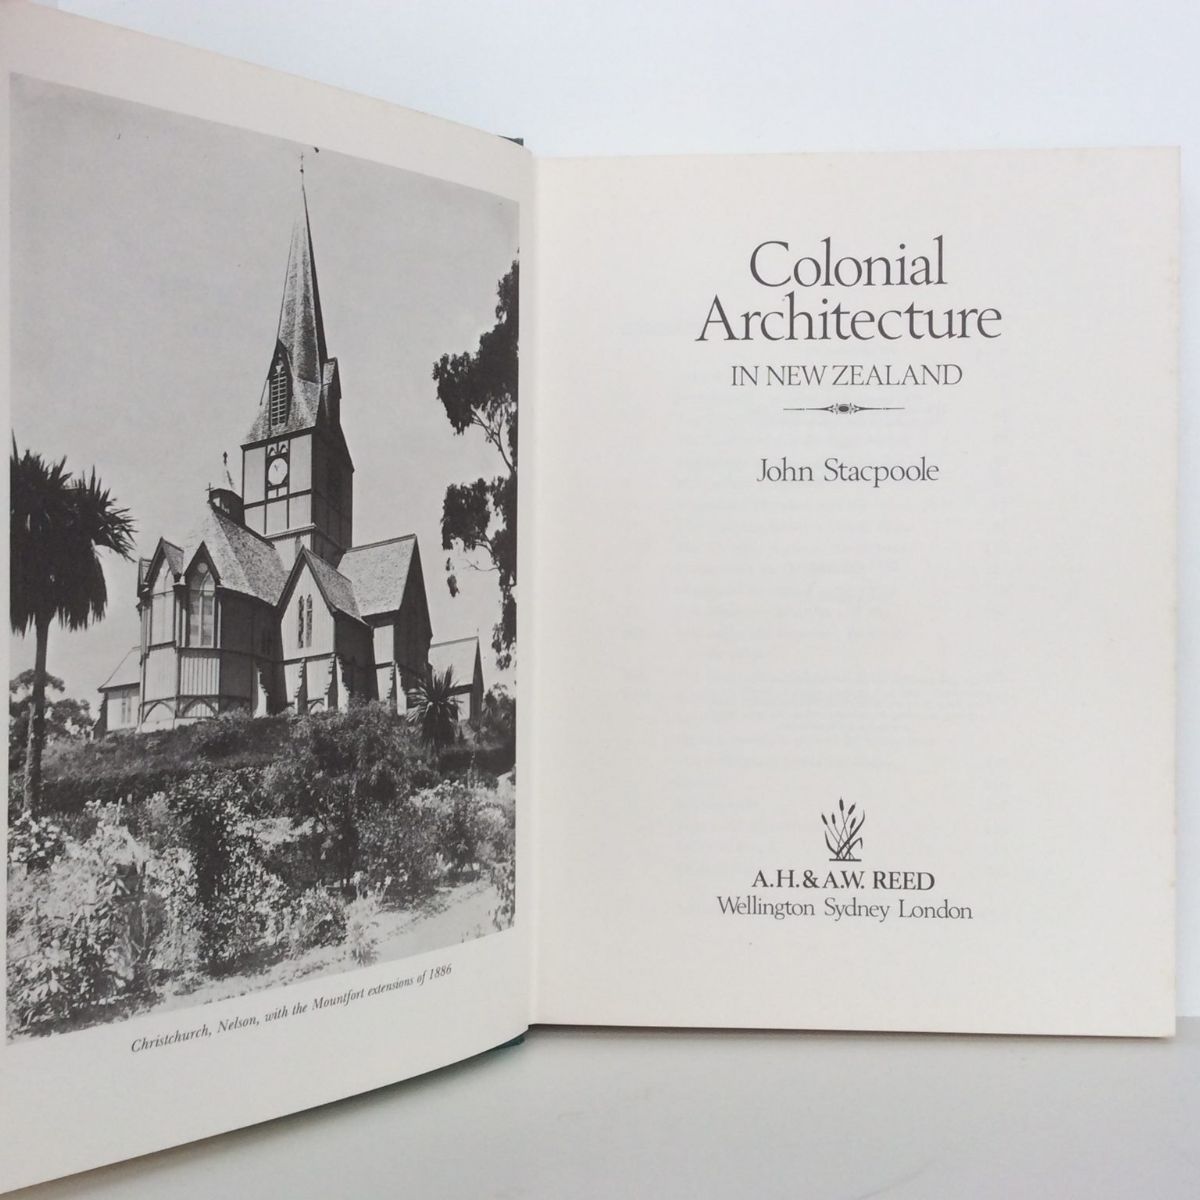 Christchurch, Nelson, with the Mountfort extensions of 1886
Colonial
Architecture
IN NEW ZEALAND
John Stacpoole
A.H. & A.W. REED
Wellington Sydney London